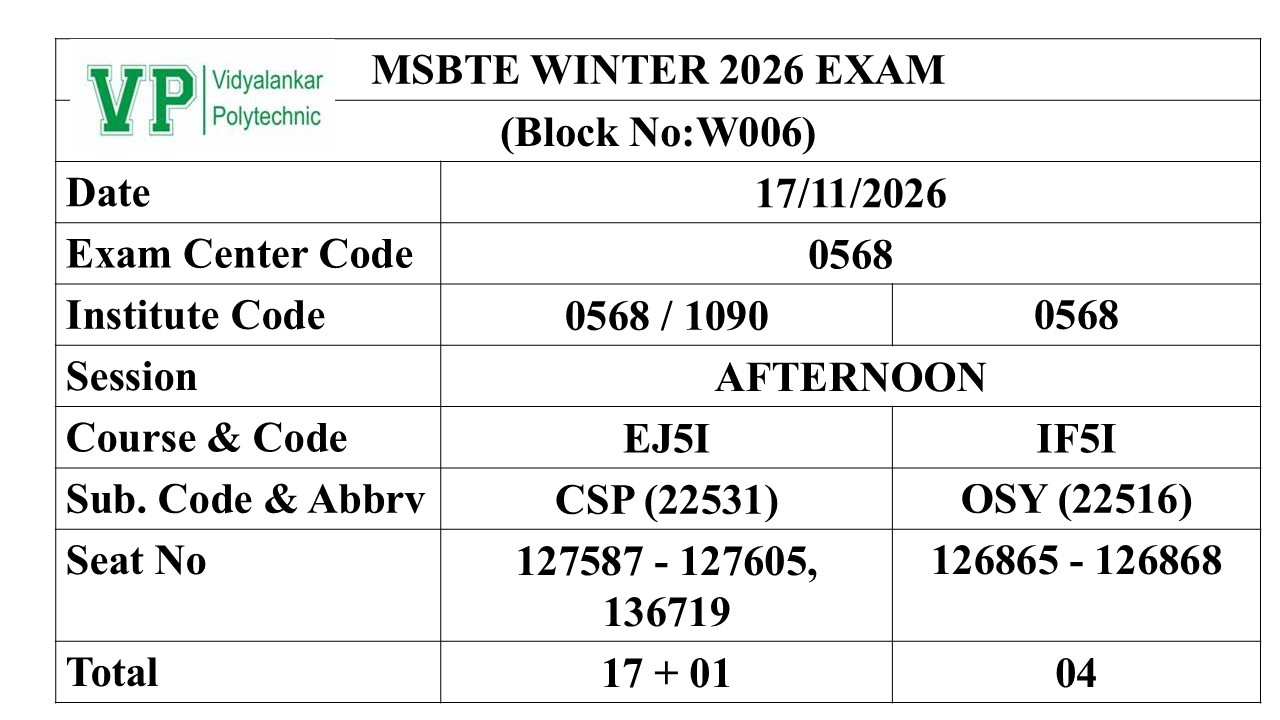 VP Vidyalankar
Polytechnic
MSBTE WINTER 2026 EXAM
(Block No:W006)
Date 17/11/2026
Exam Center Code 0568
Institute Code 0568 / 1090 0568
Session AFTERNOON
Course & Code EJ5I IF5I
Sub. Code & Abbrv CSP (22531) OSY (22516)
Seat No 127587 - 127605, 126865 - 126868
136719
Total 17 + 01 04